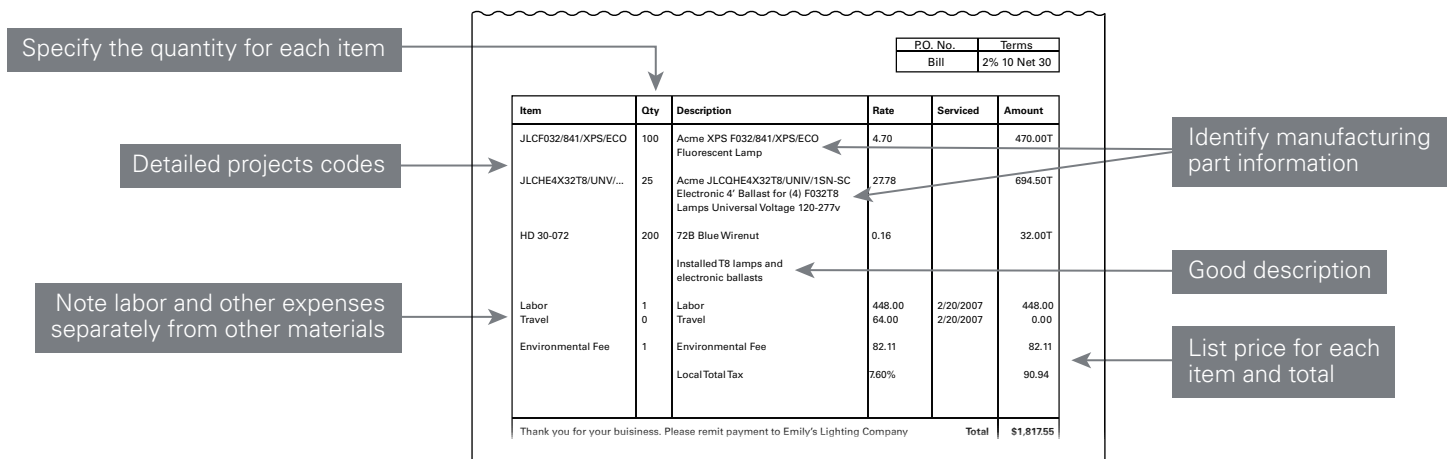 Specify the quantity for each item
P.O. No. Terms
Bill 2% 10 Net 30
Item Qty Description Rate Serviced Amount
JLCF032/841/XPS/ECO 100 Acme XPS F032/841/XPS/ECO 4.70 470.00T
Fluorescent Lamp
Identify manufacturing
part information
Detailed projects codes
JLCHE4X32T8/UNV/... 25 Acme JLCQHE4X32T8/UNIV/1SN-SC 27.78 694.50T
Electronic 4' Ballast for (4) F032T8
Lamps Universal Voltage 120-277v
HD 30-072 200 72B Blue Wirenut 0.16 32.00T
Installed T8 lamps and
electronic ballasts
Good description
Note labor and other expenses
separately from other materials
Labor 1 Labor 448.00 2/20/2007 448.00
Travel 0 Travel 64.00 2/20/2007 0.00
Environmental Fee 1 Environmental Fee 82.11 82.11
List price for each
item and total
Local Total Tax 7.60% 90.94
Thank you for your buisiness. Please remit payment to Emily's Lighting Company Total $1,817.55